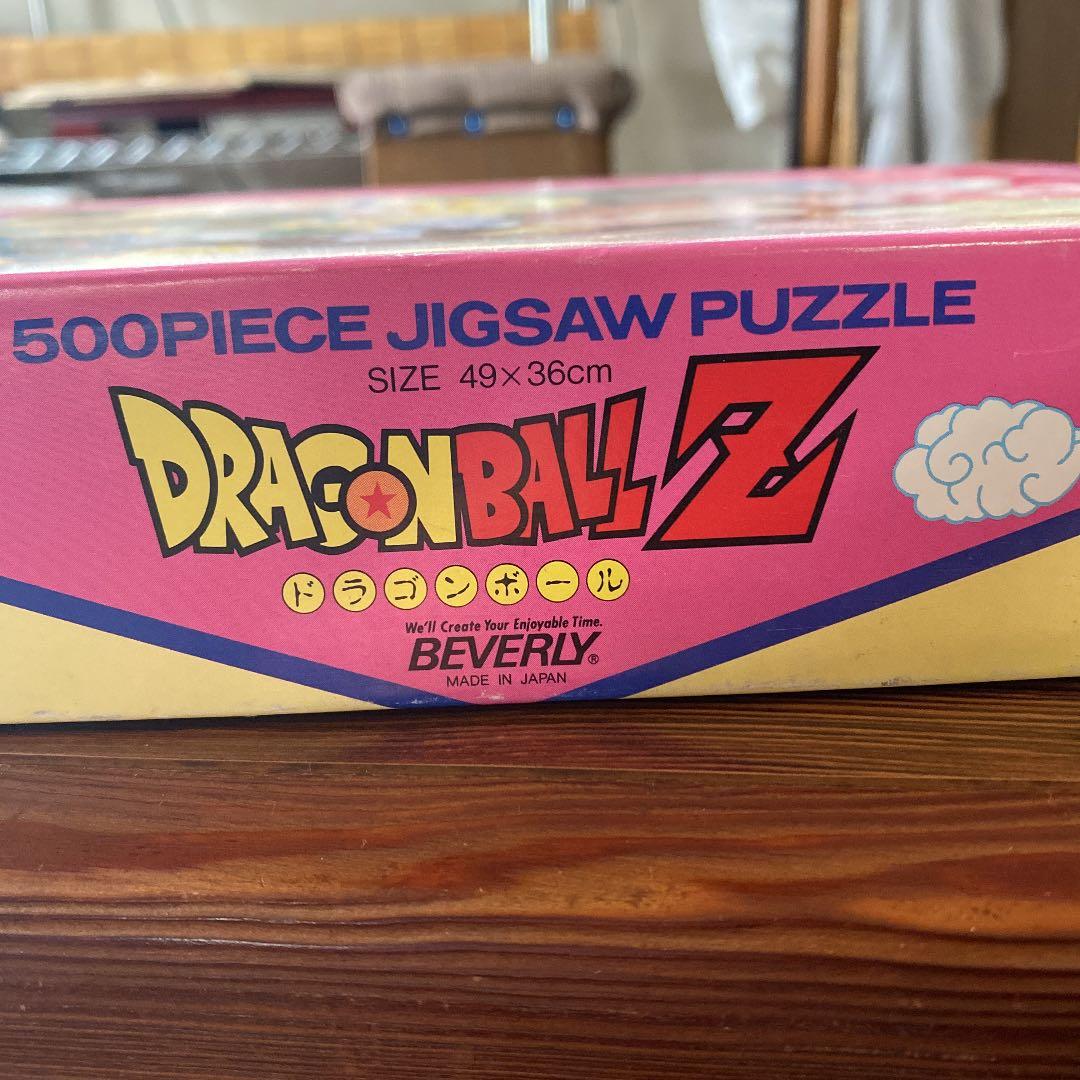 500PIECE JIGSAW PUZZLE
SIZE 49×36cm
DRAGONBALL Z
ドラゴンボール
We'll Create Your Enjoyable Time.
BEVERLY®
MADE IN JAPAN